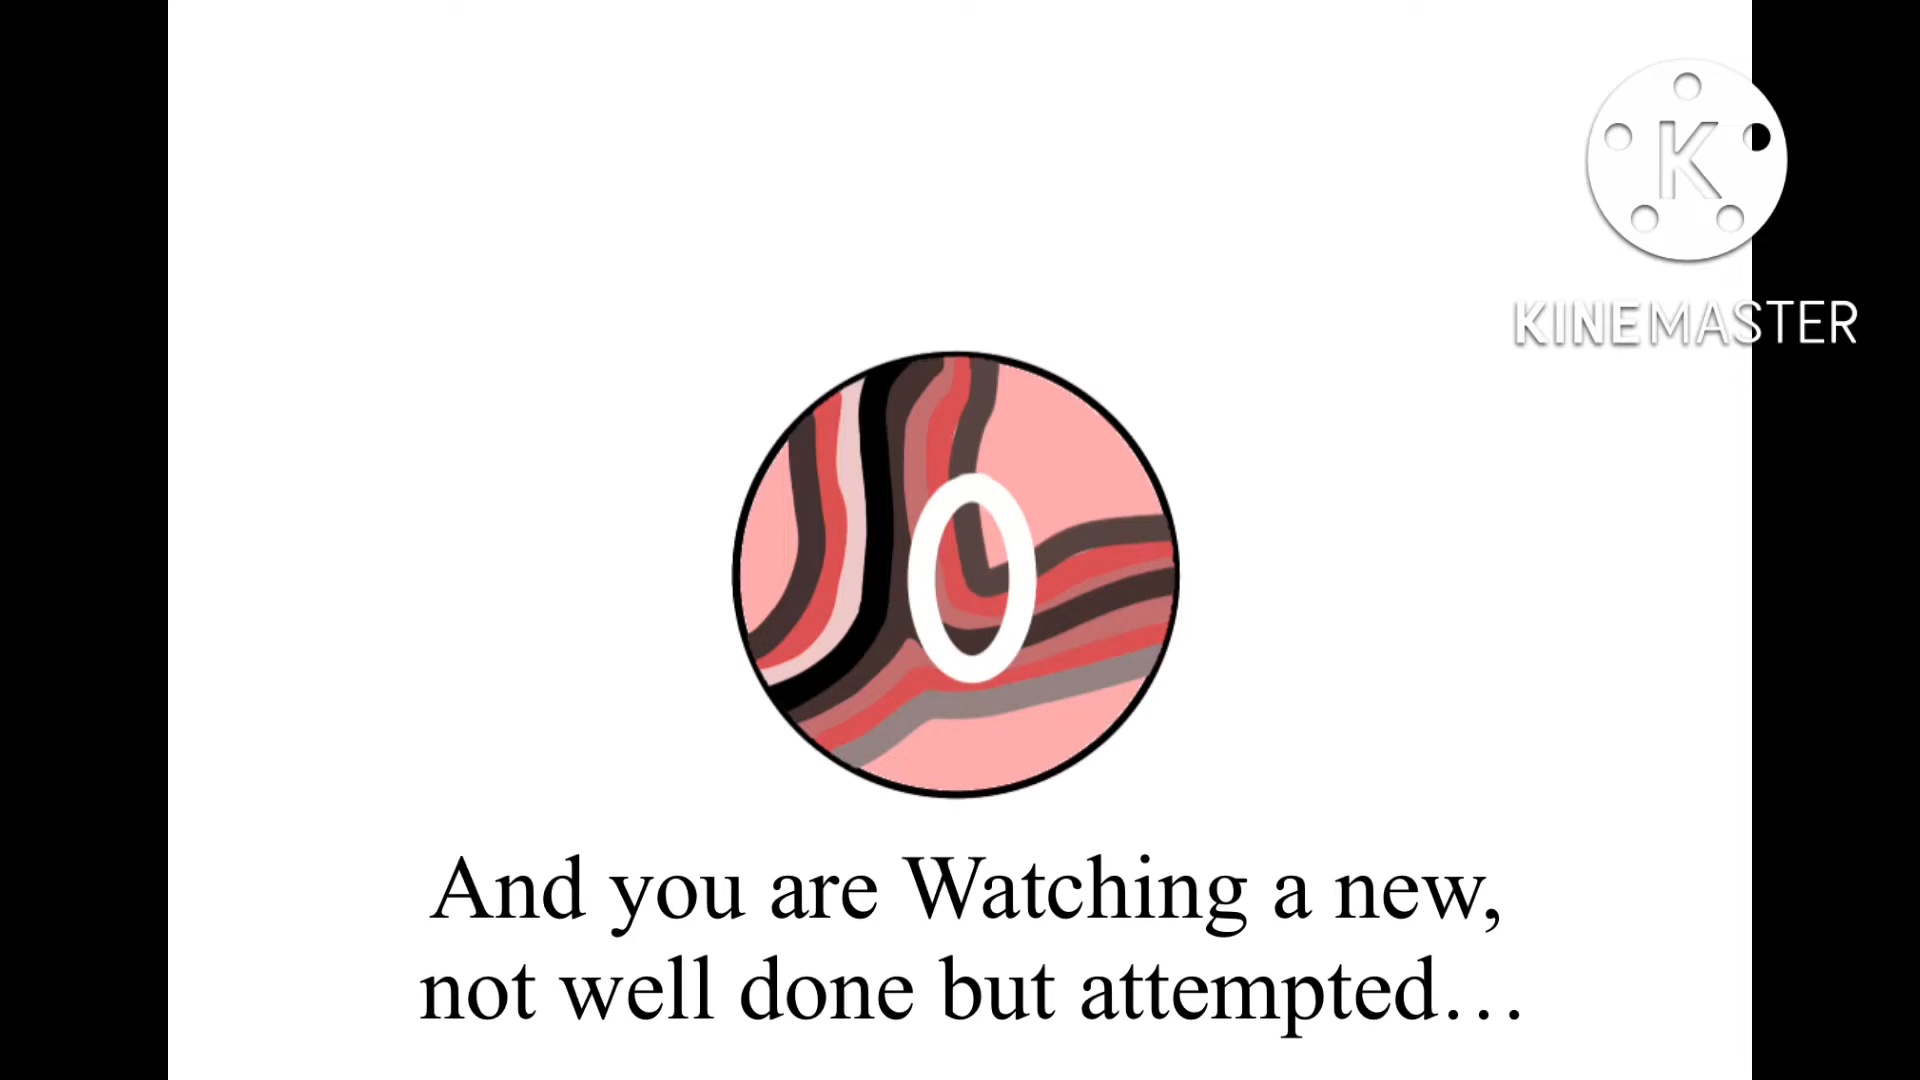 K
KINEMASTER
0
And you are Watching a new,
not well done but attempted…